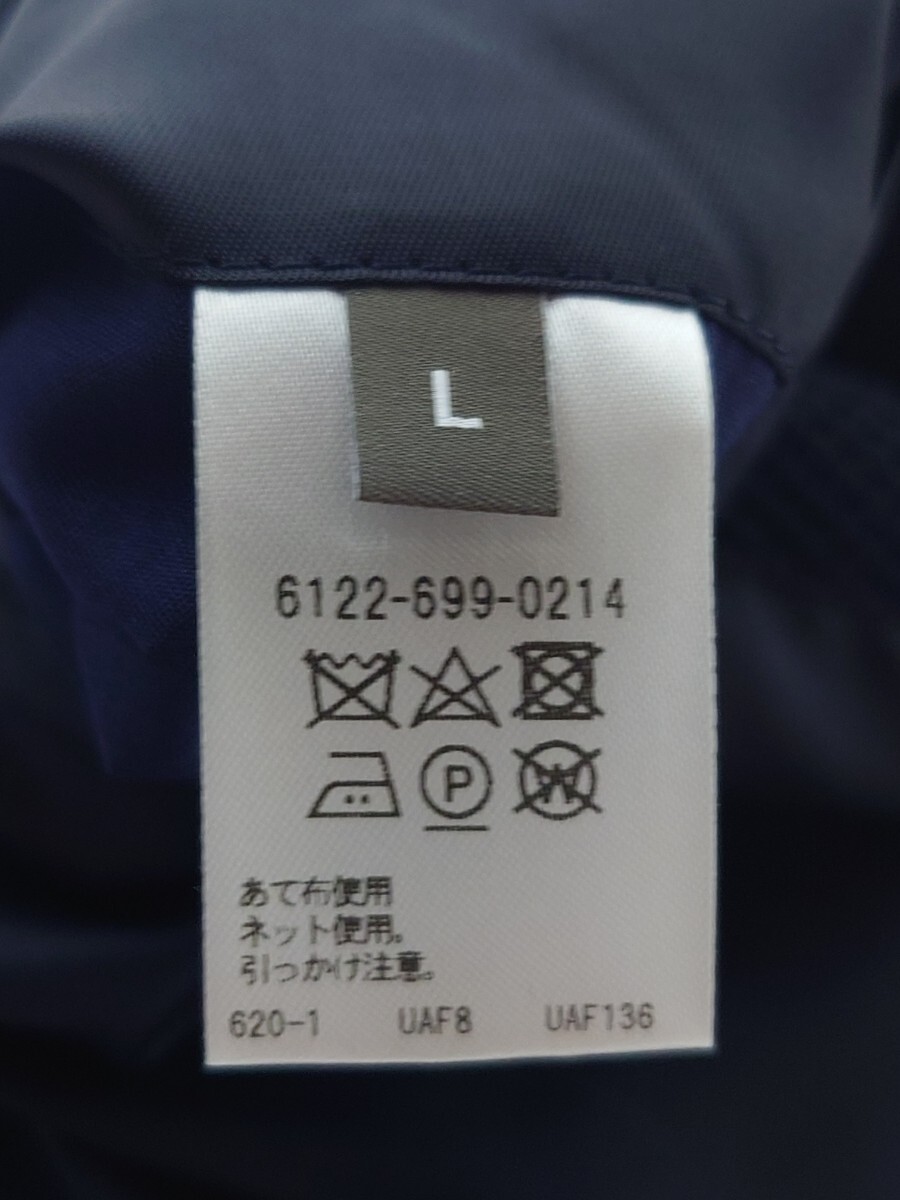 L
6122-699-0214
P
W
あて布使用
ネット使用。
引っかけ注意。
620-1 UAF8 UAF136